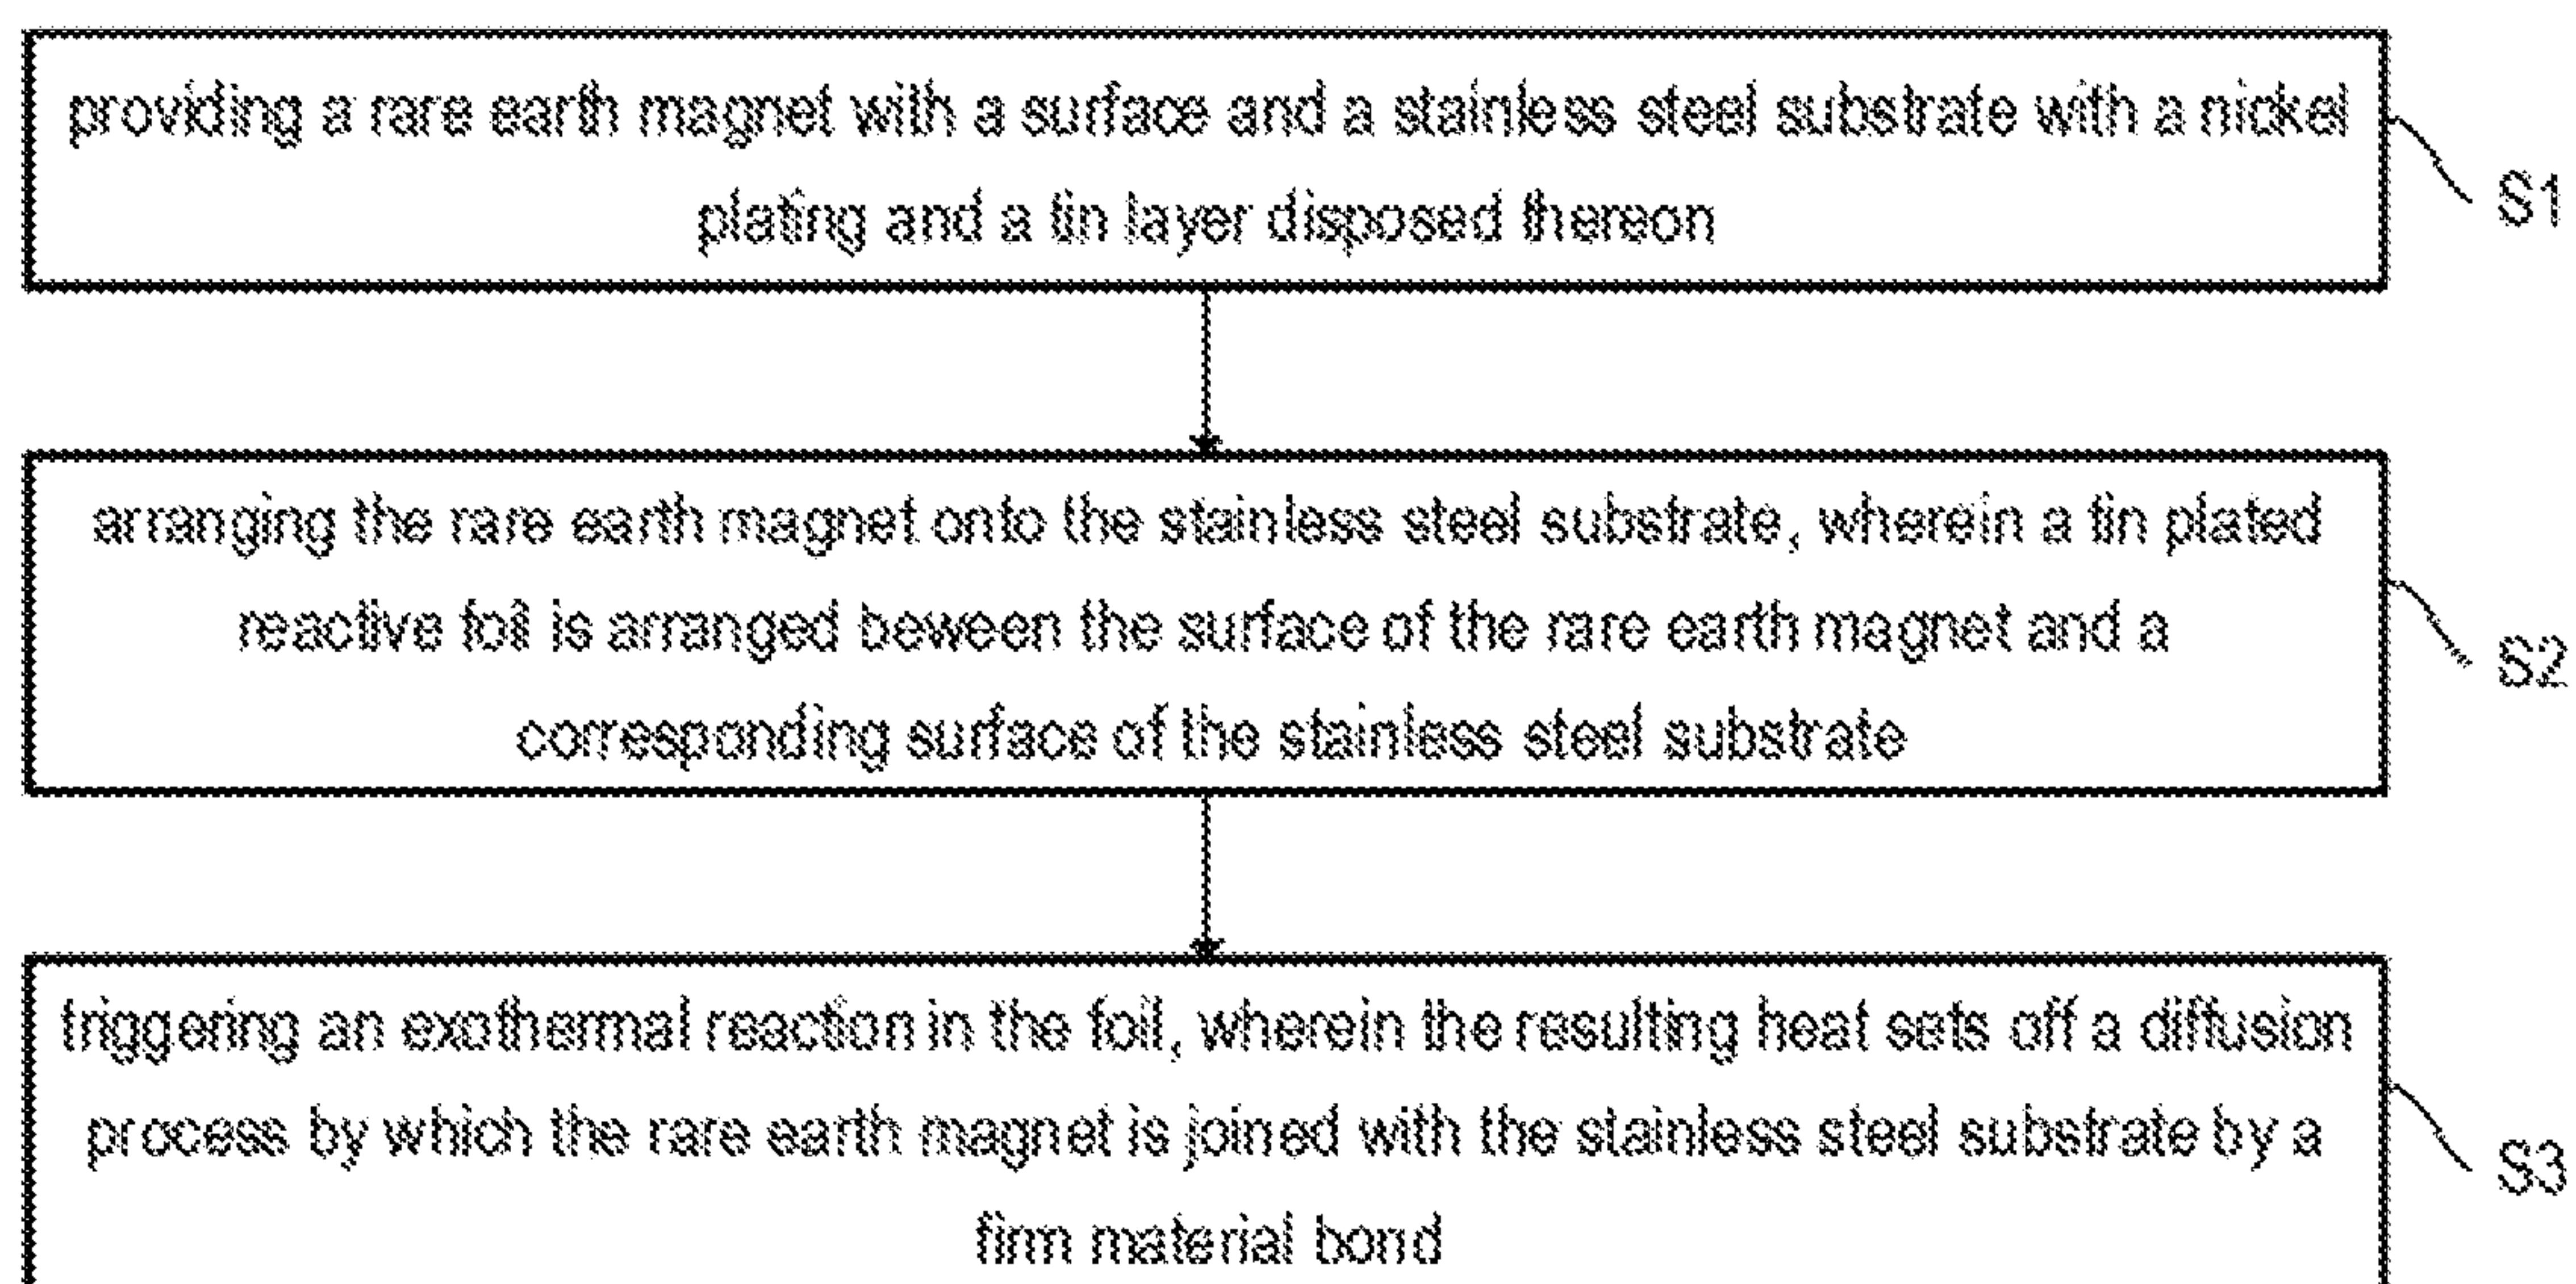 providing a rare earth magnet with a surface and a stainless steel substrate with a nickel
plating and a tin layer disposed thereon
S1
arranging the rare earth magnet onto the stainless steel substrate, wherein a tin plated
reactive foil is arranged beween the surface of the rare earth magnet and a
corresponding surface of the stainless steel substrate
S2
triggering an exothermal reaction in the foil, wherein the resulting heat sets off a diffusion
process by which the rare earth magnet is joined with the stainless steel substrate by a
firm material bond
S3